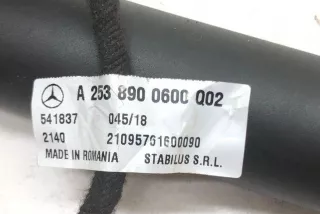 A 253 890 0600 Q02
541837 045/18
2140 21095761600090
MADE IN ROMANIA STABILUS S.R.L.